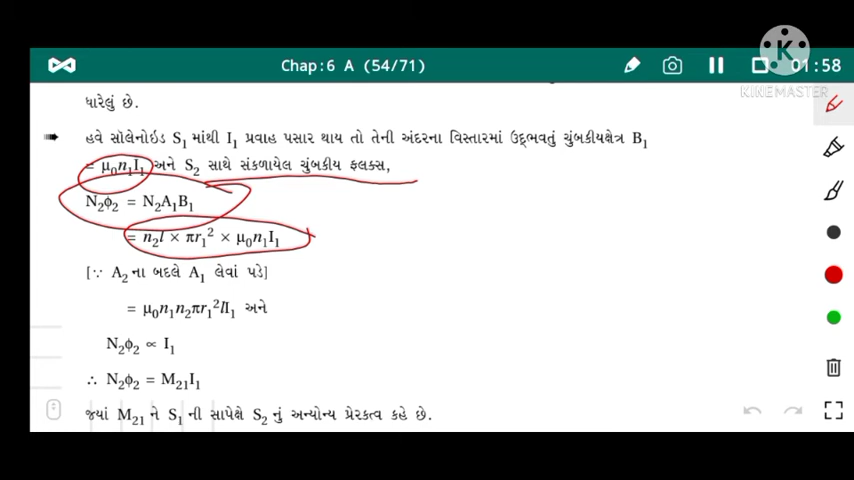 K
KINEMASTER
Chap:6 A (54/71)
01:58
ધારેલું છે.
➠ હવે સોલેનોઇડ S₁ માંથી I₁ પ્રવાહ પસાર થાય તો તેની અંદરના વિસ્તારમાં ઉદ્ભવતું ચુંબકીયક્ષેત્ર B₁
= μ₀n₁I₁ અને S₂ સાથે સંકળાયેલ ચુંબકીય ફ્લક્સ,
N₂ϕ₂ = N₂A₁B₁
= n₂l × πr₁² × μ₀n₁I₁
[∵ A₂ ના બદલે A₁ લેવાં પડે]
= μ₀n₁n₂πr₁²lI₁ અને
N₂ϕ₂ ∝ I₁
∴ N₂ϕ₂ = M₂₁I₁
જ્યાં M₂₁ ને S₁ ની સાપેક્ષે S₂ નું અન્યોન્ય પ્રેરકત્વ કહે છે.